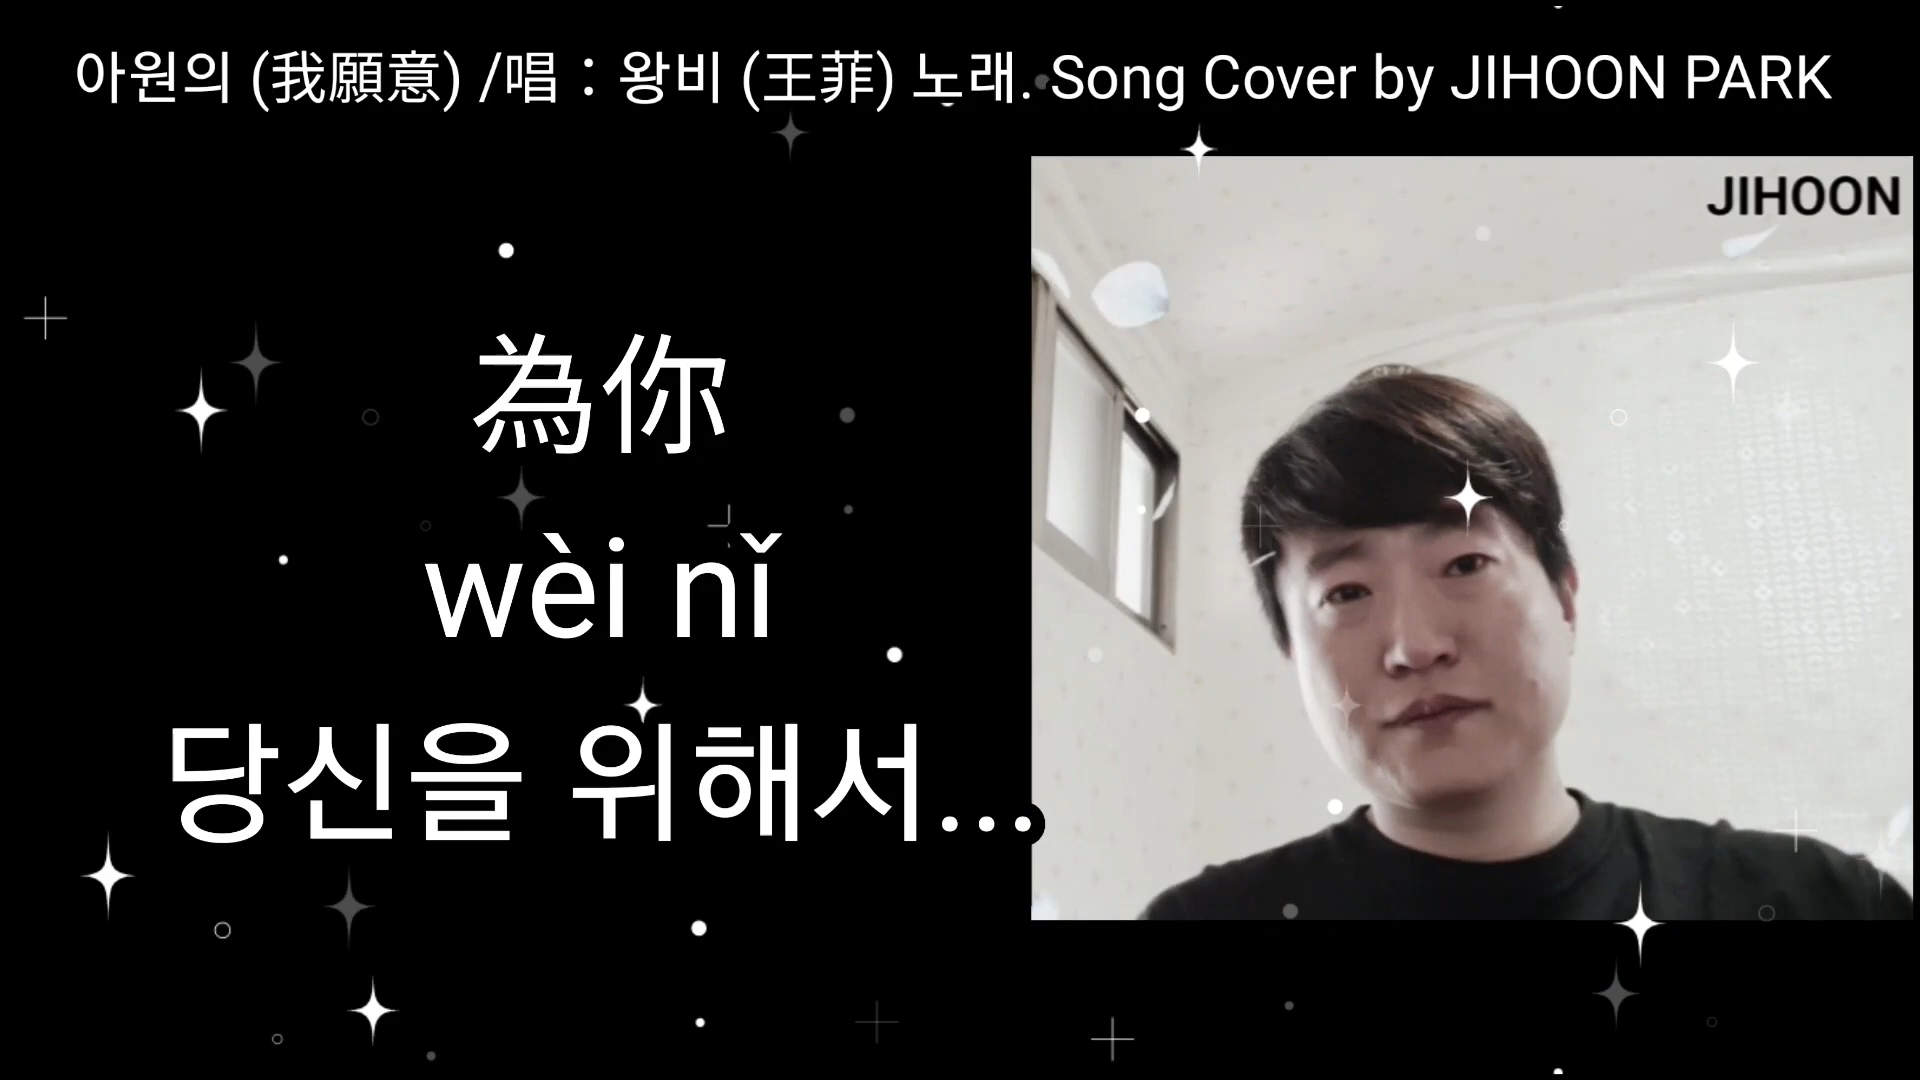 아원의 (我願意) /唱：왕비 (王菲) 노래. Song Cover by JIHOON PARK
JIHOON
為你
wèi nǐ
당신을 위해서...